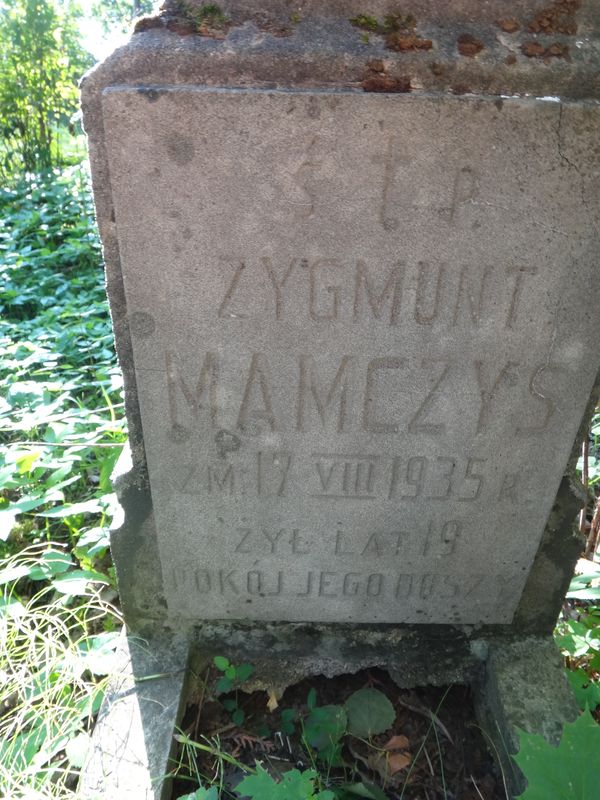 Ś † P.
ZYGMUNT
MAMCZYS
ZM. 17 VIII 1935 R.
ŻYŁ LAT 19
POKÓJ JEGO DUSZY